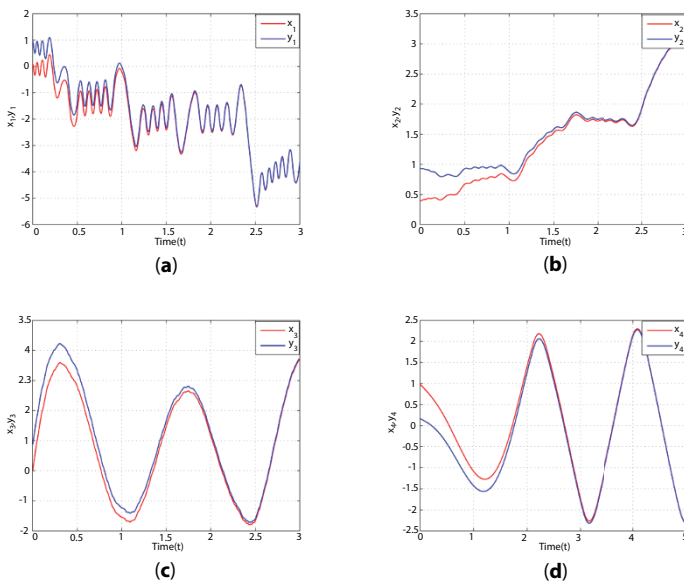 2
1
0
-1
-2
-3
-4
-5
-6
x₁,y₁
0 0 0.5 1 1.5 2 2.5 3
Time(t)
x₁
y₁
(a)
3.5
3
2.5
2
1.5
1
0.5
0
x₂,y₂
0 0.5 1 1.5 2 2.5 3
Time(t)
x₂
y₂
(b)
3.5
4
2.3
2
1
0
-1
-2
x₃,y₃
0 0.5 1 1.5 2 2.5 3
Time(t)
x₃
y₃
(c)
2.5
2
1.5
1
0.5
0
-0.5
-1
-1.5
-2
-2.5
x₄,y₄
0 1 2 3 4 5
Time(t)
x₄
y₄
(d)